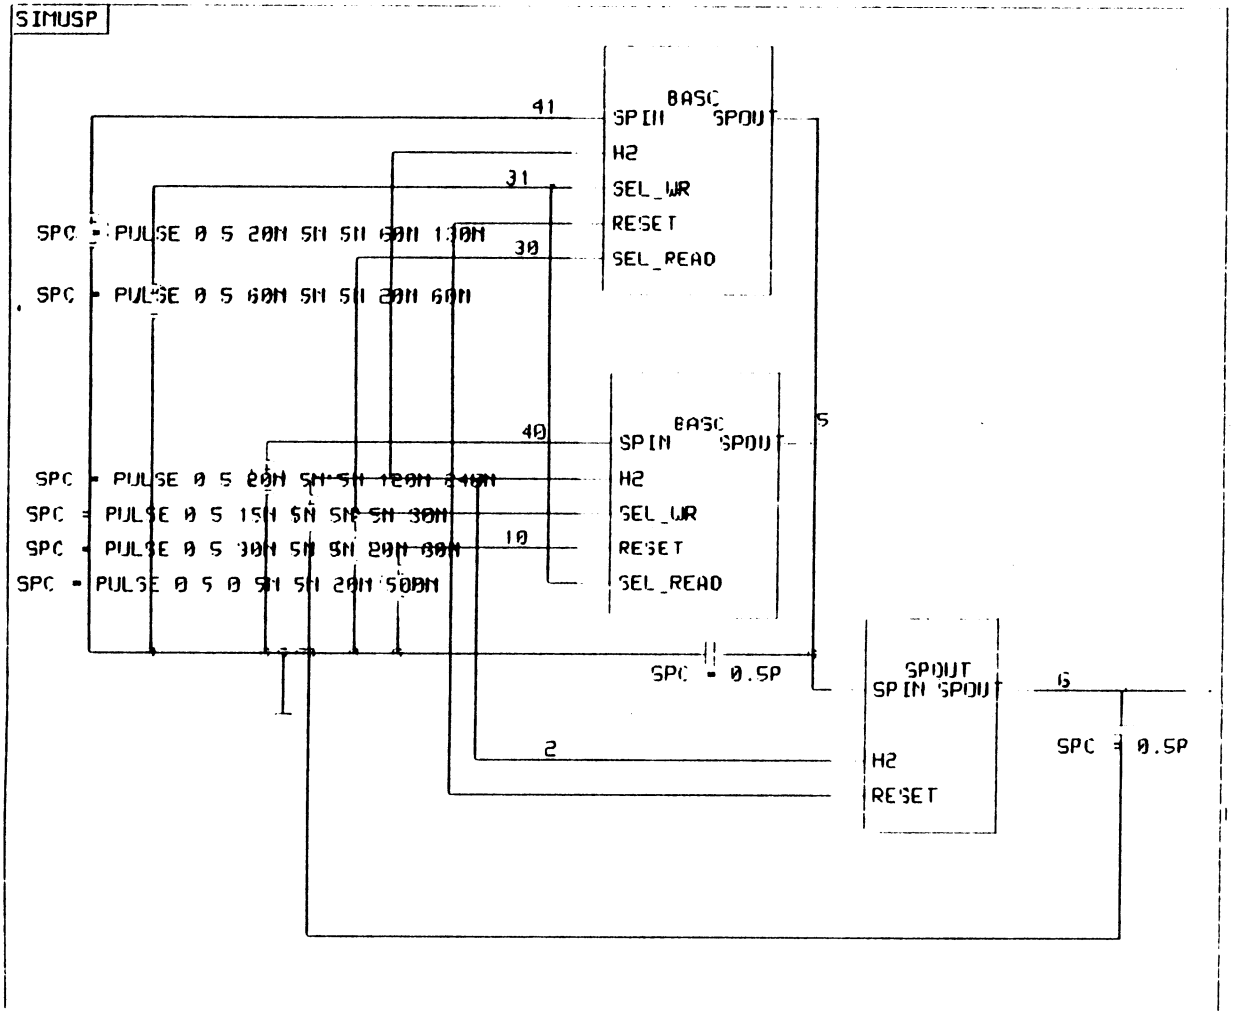 SIMUSP
BASC
41
SPIN SPOUT
H2
31
SEL_WR
RESET
SPC = PULSE 0 5 20N 5N 5N 60N 130N
30
SEL_READ
SPC = PULSE 0 5 60N 5N 5N 20N 60N
5
BASC
40
SPIN SPOUT
SPC = PULSE 0 5 20N 5N 5N 120N 240N
H2
SPC = PULSE 0 5 15N 5N 5N 5N 30N
SEL_WR
SPC = PULSE 0 5 30N 5N 5N 20N 60N
10
RESET
SPC = PULSE 0 5 0 5N 5N 20N 500N
SEL_READ
SPC = 0.5P
SPOUT
SPIN SPOUT
6
2
SPC = 0.5P
H2
RESET